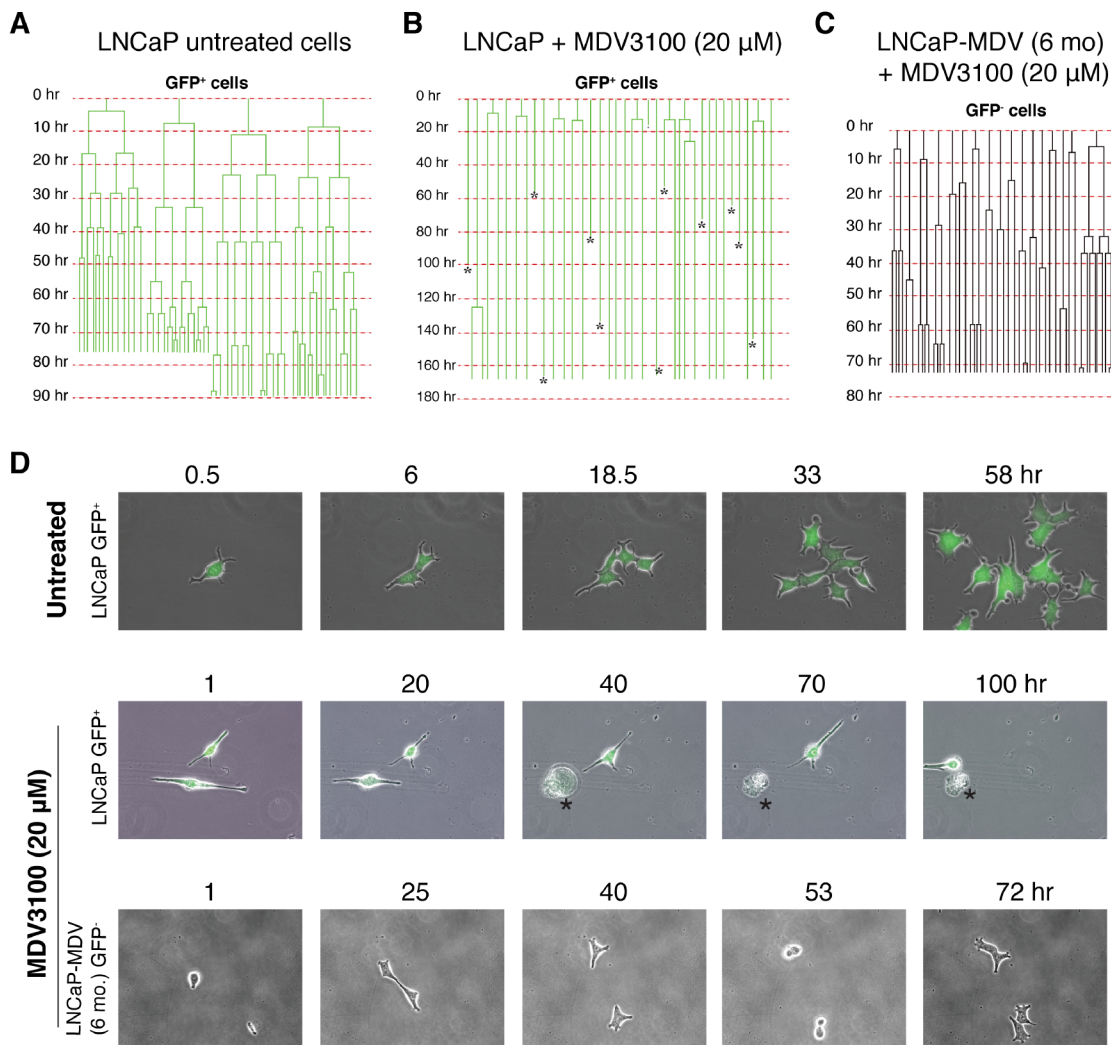 A
LNCaP untreated cells
GFP⁺ cells
0 hr
10 hr
20 hr
30 hr
40 hr
50 hr
60 hr
70 hr
80 hr
90 hr
B
LNCaP + MDV3100 (20 μM)
GFP⁺ cells
0 hr
20 hr
40 hr
60 hr
80 hr
100 hr
120 hr
140 hr
160 hr
180 hr
*
*
*
*
*
*
*
*
*
*
*
*
C
LNCaP-MDV (6 mo)
+ MDV3100 (20 μM)
GFP⁻ cells
0 hr
10 hr
20 hr
30 hr
40 hr
50 hr
60 hr
70 hr
80 hr
D
Untreated
LNCaP GFP⁺
0.5
6
18.5
33
58 hr
MDV3100 (20 μM)
LNCaP GFP⁺
1
20
40
70
100 hr
*
*
*
LNCaP-MDV
(6 mo.) GFP⁻
1
25
40
53
72 hr